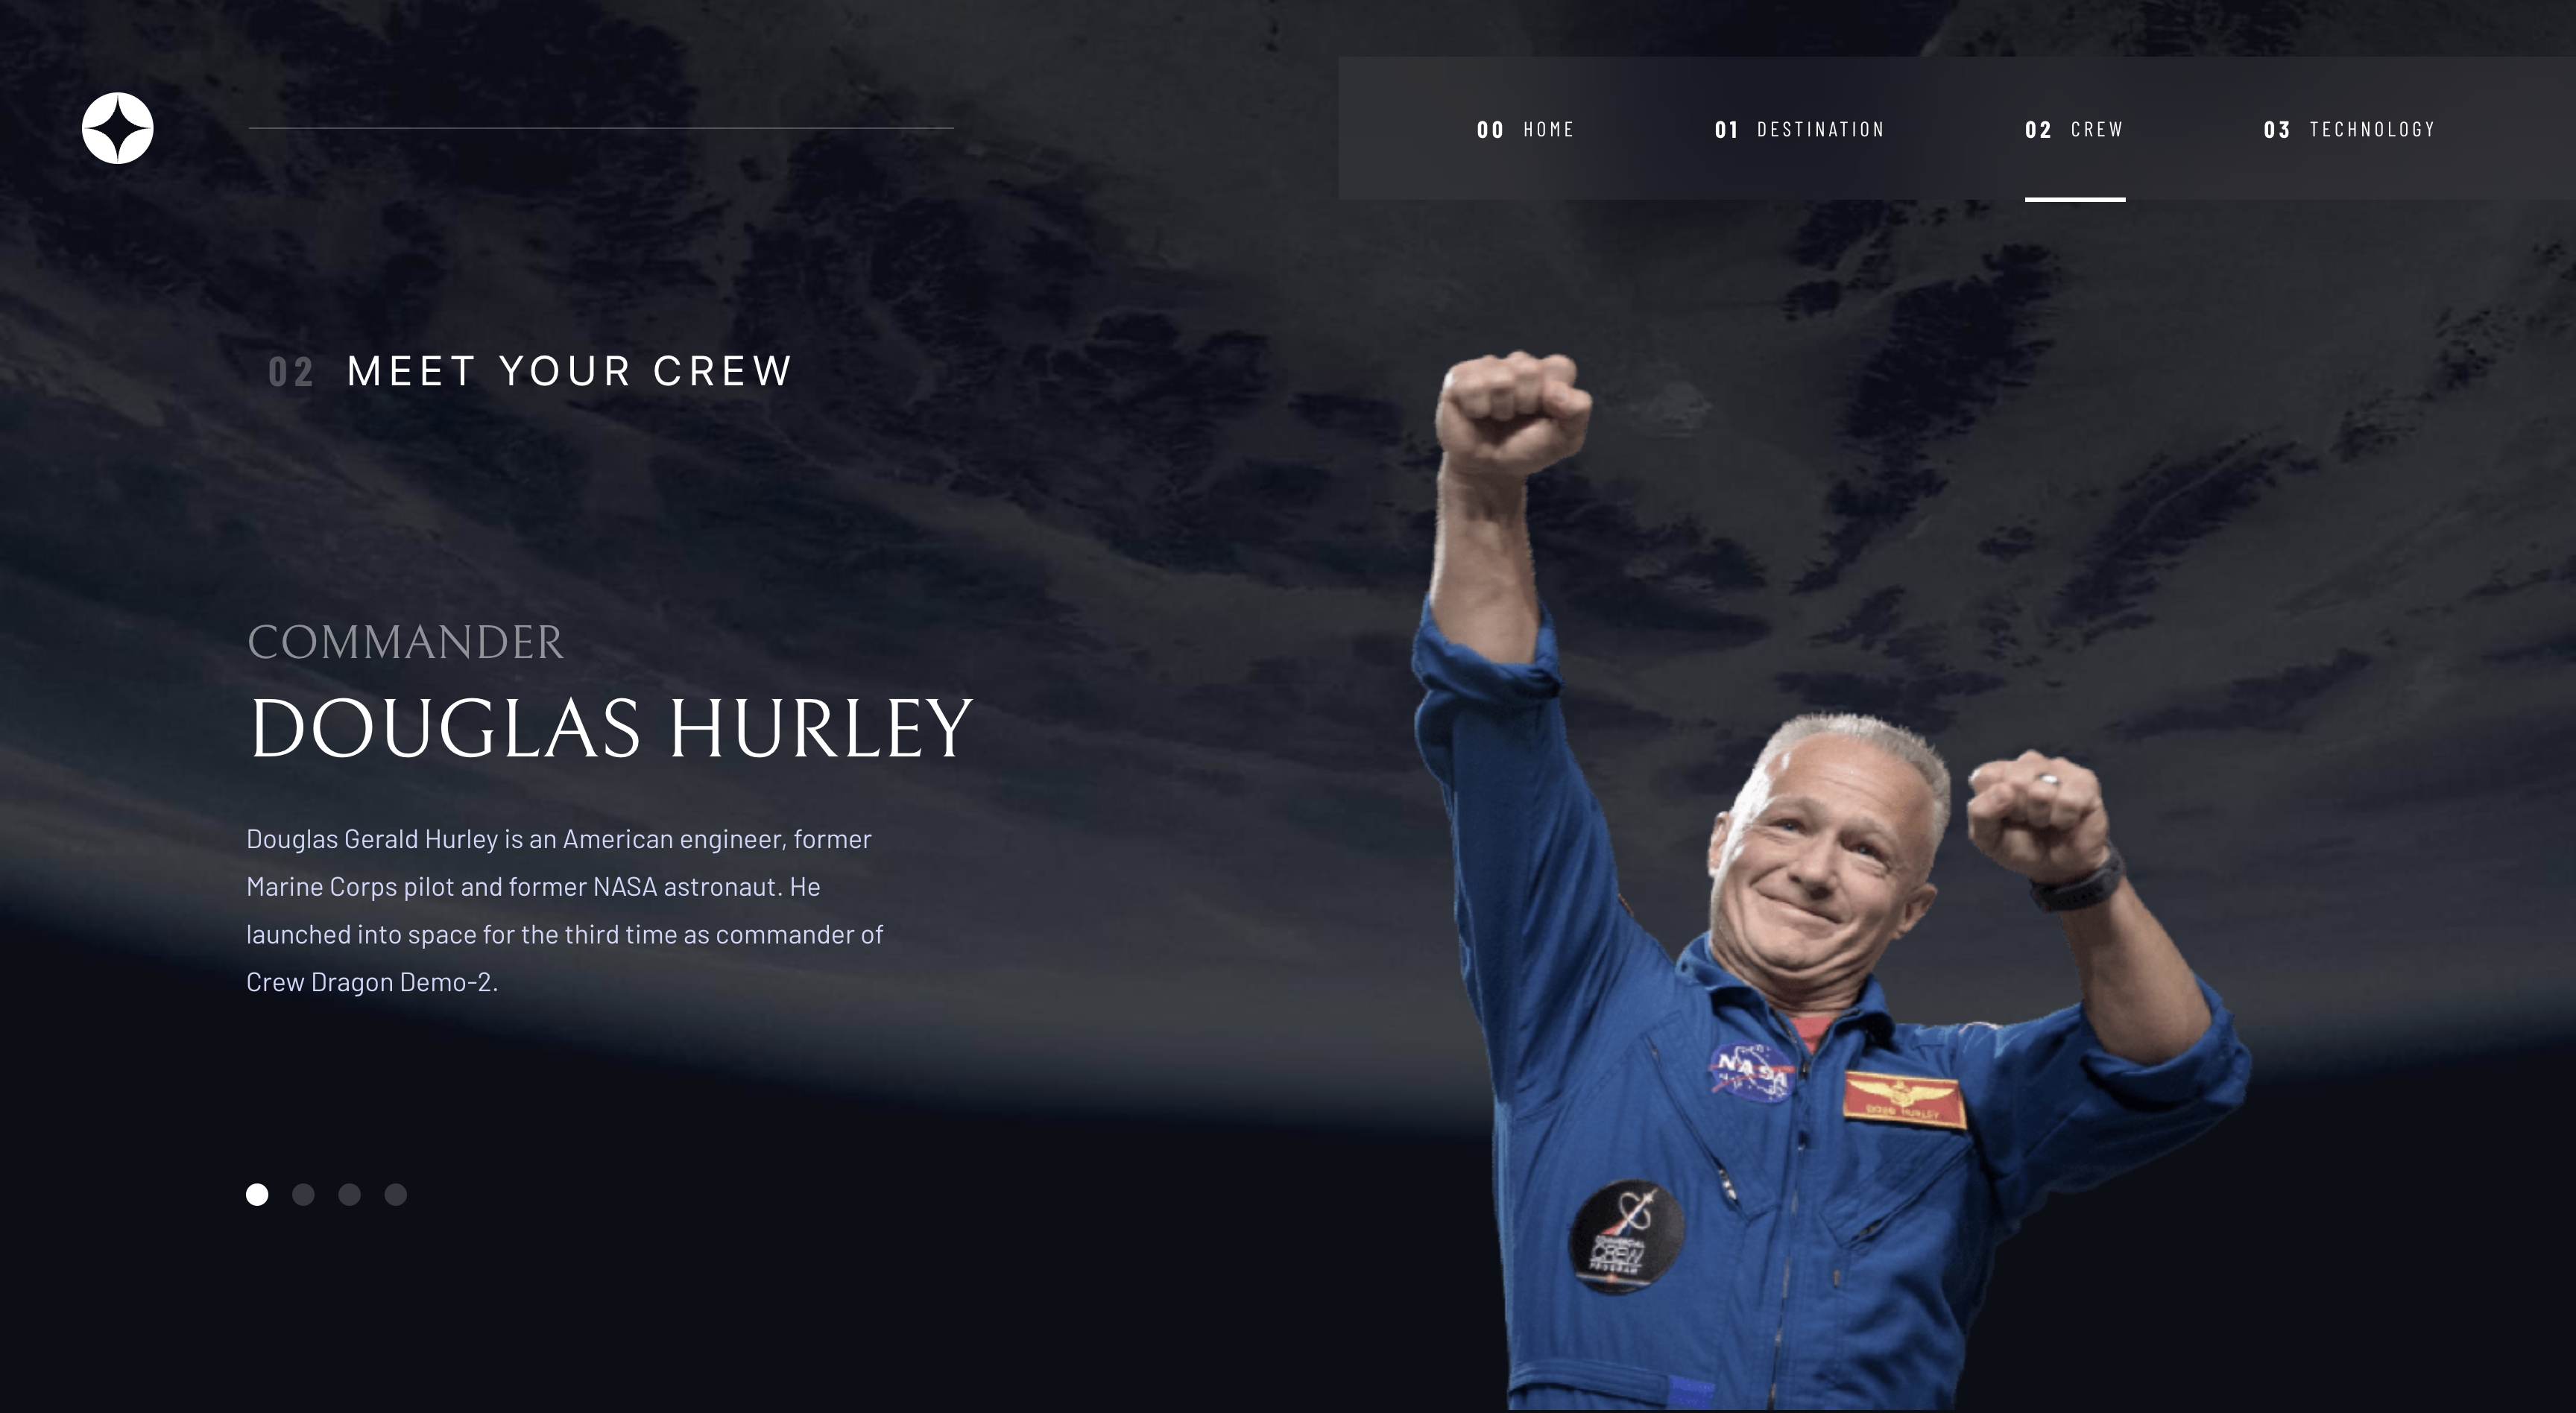 00 HOME 01 DESTINATION 02 CREW 03 TECHNOLOGY
02 MEET YOUR CREW
COMMANDER
DOUGLAS HURLEY
Douglas Gerald Hurley is an American engineer, former
Marine Corps pilot and former NASA astronaut. He
launched into space for the third time as commander of
Crew Dragon Demo-2.
NASA
DOUG HURLEY
COMMERCIAL
CREW
PROGRAM